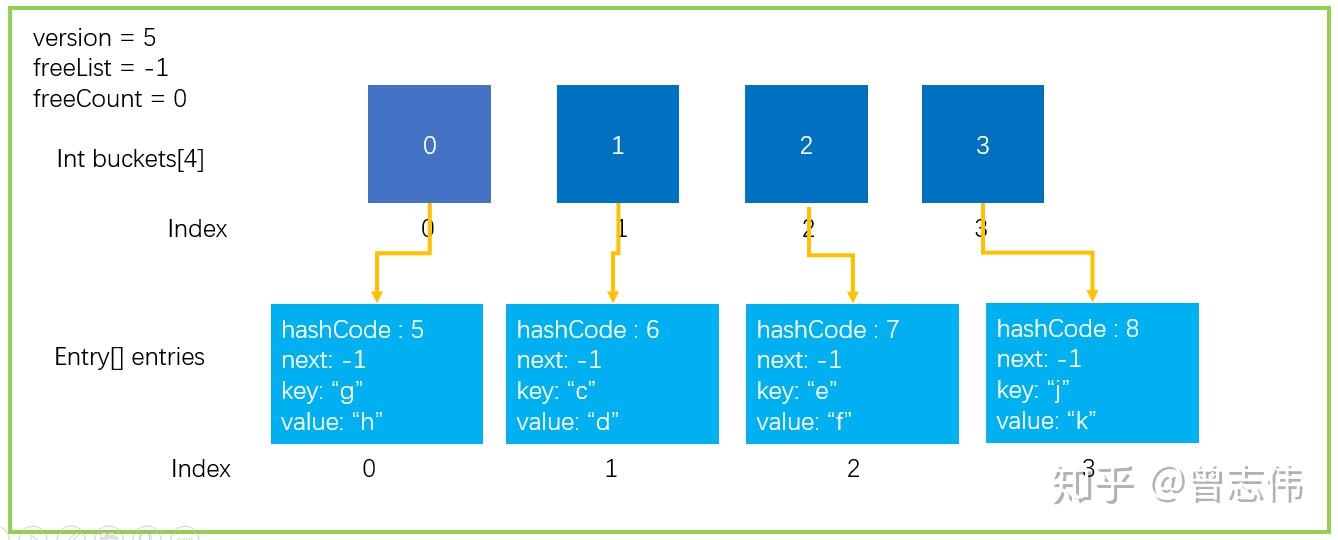 version = 5
freeList = -1
freeCount = 0
Int buckets[4]
0 1 2 3
Index 0 1 2 3
Entry[] entries
hashCode : 5
next: -1
key: “g”
value: “h”
hashCode : 6
next: -1
key: “c”
value: “d”
hashCode : 7
next: -1
key: “e”
value: “f”
hashCode : 8
next: -1
key: “j”
value: “k”
Index 0 1 2 3
知乎 @曾志伟